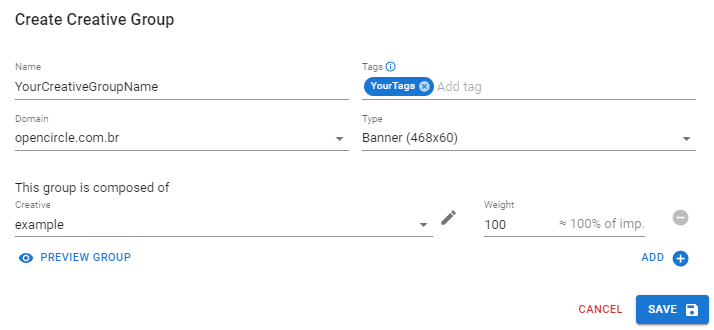 Create Creative Group
Name
YourCreativeGroupName
Tags
YourTags Add tag
Domain
opencircle.com.br
Type
Banner (468x60)
This group is composed of
Creative
example
Weight
100 ≈ 100% of imp.
PREVIEW GROUP
ADD
CANCEL
SAVE